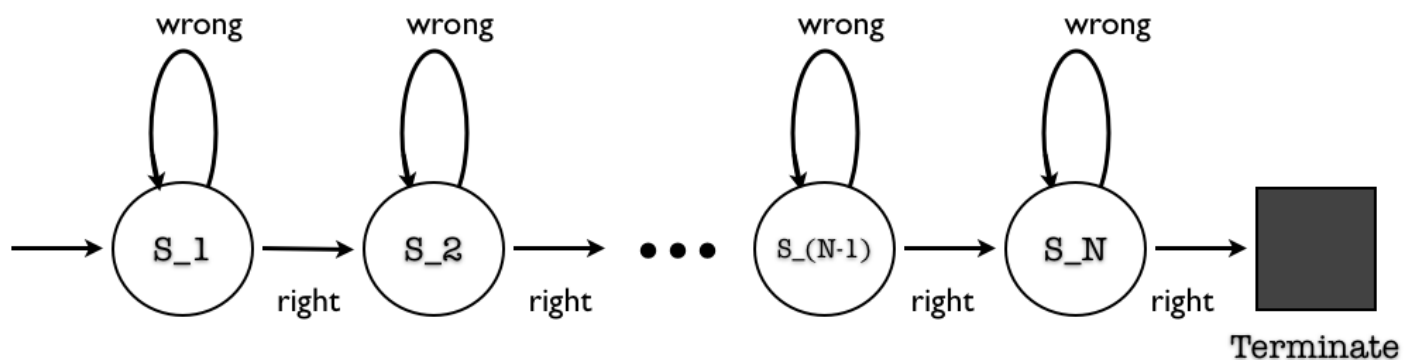 wrong wrong wrong wrong
S_1 S_2 S_(N-1) S_N
right right right right
Terminate